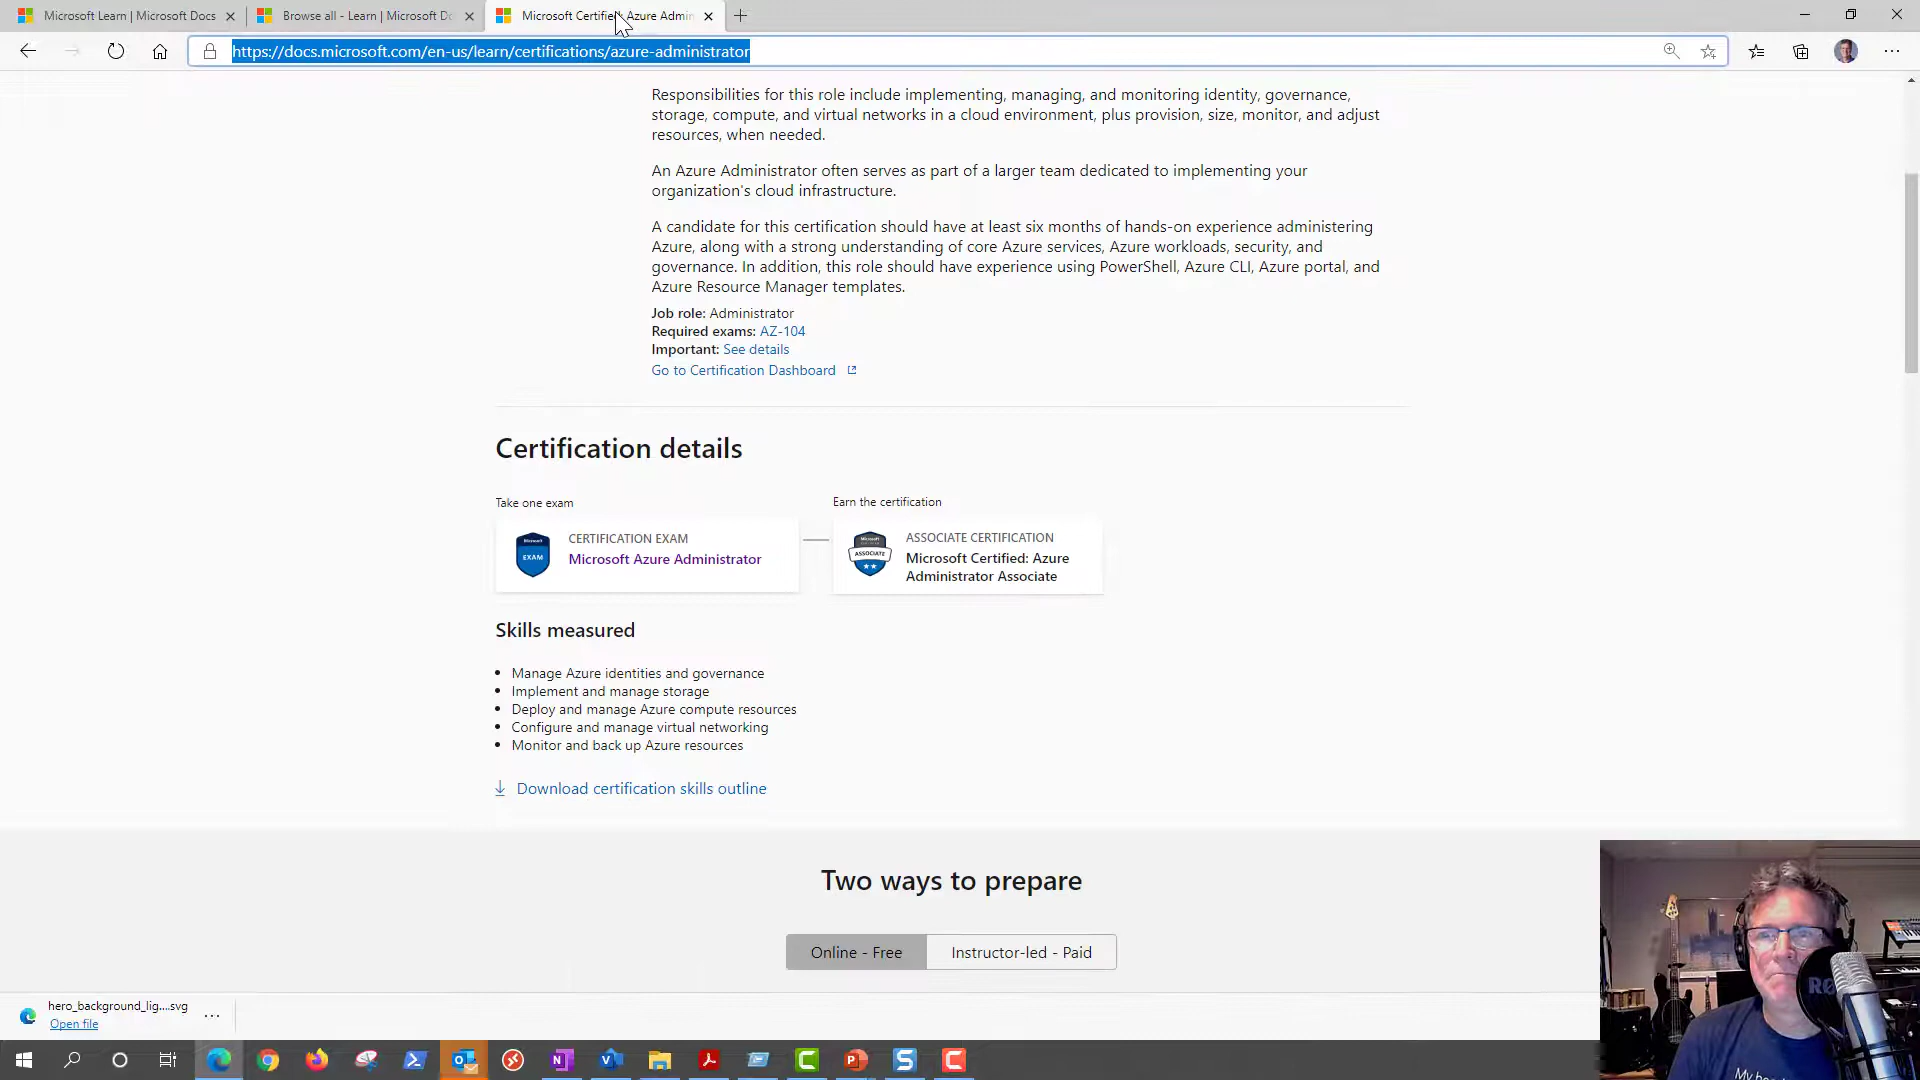 Microsoft Learn | Microsoft Docs
Browse all - Learn | Microsoft Do
Microsoft Certified: Azure Admin
https://docs.microsoft.com/en-us/learn/certifications/azure-administrator
Responsibilities for this role include implementing, managing, and monitoring identity, governance,
storage, compute, and virtual networks in a cloud environment, plus provision, size, monitor, and adjust
resources, when needed.
An Azure Administrator often serves as part of a larger team dedicated to implementing your
organization's cloud infrastructure.
A candidate for this certification should have at least six months of hands-on experience administering
Azure, along with a strong understanding of core Azure services, Azure workloads, security, and
governance. In addition, this role should have experience using PowerShell, Azure CLI, Azure portal, and
Azure Resource Manager templates.
Job role: Administrator
Required exams: AZ-104
Important: See details
Go to Certification Dashboard
Certification details
Take one exam
Earn the certification
Microsoft
EXAM
CERTIFICATION EXAM
Microsoft Azure Administrator
Microsoft
ASSOCIATE
ASSOCIATE CERTIFICATION
Microsoft Certified: Azure
Administrator Associate
Skills measured
Manage Azure identities and governance
Implement and manage storage
Deploy and manage Azure compute resources
Configure and manage virtual networking
Monitor and back up Azure resources
Download certification skills outline
Two ways to prepare
Online - Free
Instructor-led - Paid
hero_background_lig....svg
Open file